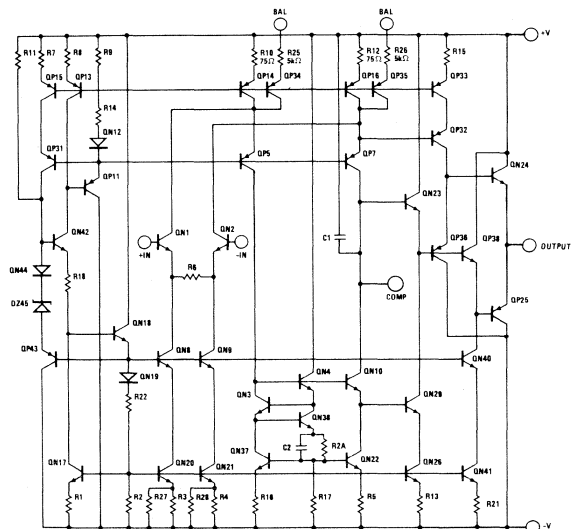 BAL BAL
+V
R11 R7 R8 R9 R10 75Ω R25 5kΩ R12 75Ω R26 5kΩ R15
QP15 QP13 QP14 QP34 QP16 QP35 QP33
R14
QN12 QP32
QP31 QP5 QP7 QN24
QP11
QN23
QN42 QN1 QN2 QP36 QP38
+IN -IN C1 OUTPUT
QN44 R18 R6
COMP
DZ45 QN18 QP25
QP43 QN8 QN9 QN40
QN19 QN4 QN10
R22 QN3 QN38 QN29
C2 R2A
QN17 QN20 QN21 QN37 QN22 QN26 QN41
R1 R2 R27 R3 R28 R4 R16 R17 R5 R13 R21
-V